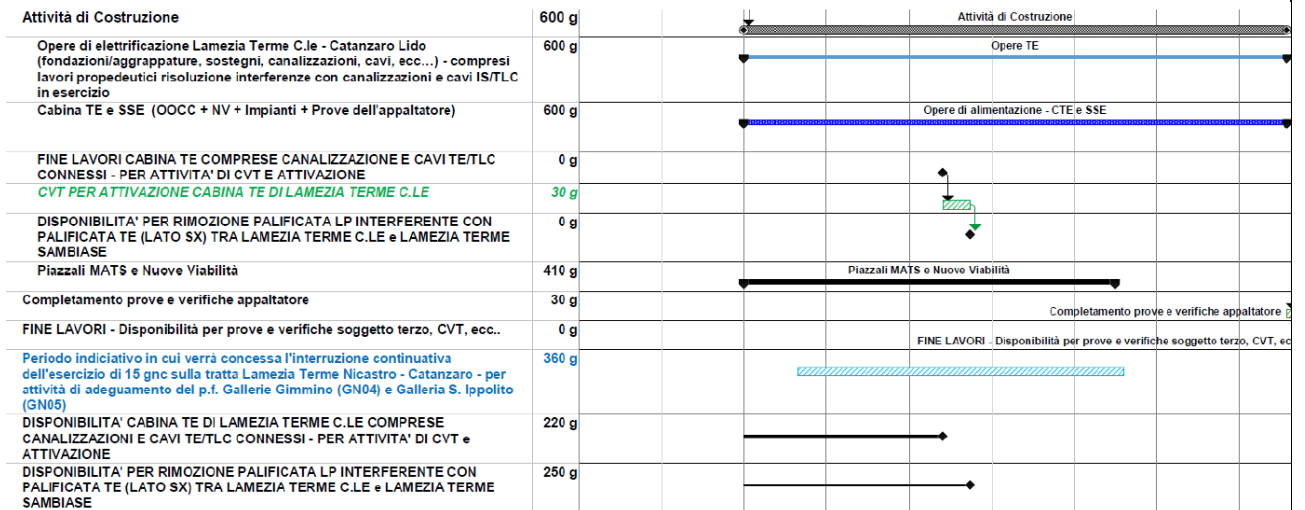 Attività di Costruzione 600 g Attività di Costruzione
Opere di elettrificazione Lamezia Terme C.le - Catanzaro Lido 600 g Opere TE
(fondazioni/aggrappature, sostegni, canalizzazioni, cavi, ecc...) - compresi
lavori propedeutici risoluzione interferenze con canalizzazioni e cavi IS/TLC
in esercizio
Cabina TE e SSE (OOCC + NV + Impianti + Prove dell'appaltatore) 600 g Opere di alimentazione - CTE e SSE
FINE LAVORI CABINA TE COMPRESE CANALIZZAZIONE E CAVI TE/TLC 0 g
CONNESSI - PER ATTIVITA' DI CVT E ATTIVAZIONE
CVT PER ATTIVAZIONE CABINA TE DI LAMEZIA TERME C.LE 30 g
DISPONIBILITA' PER RIMOZIONE PALIFICATA LP INTERFERENTE CON 0 g
PALIFICATA TE (LATO SX) TRA LAMEZIA TERME C.LE e LAMEZIA TERME
SAMBIASE
Piazzali MATS e Nuove Viabilità 410 g Piazzali MATS e Nuove Viabilità
Completamento prove e verifiche appaltatore 30 g Completamento prove e verifiche appaltatore
FINE LAVORI - Disponibilità per prove e verifiche soggetto terzo, CVT, ecc.. 0 g FINE LAVORI - Disponibilità per prove e verifiche soggetto terzo, CVT, ec
Periodo indiciativo in cui verrà concessa l'interruzione continuativa 360 g
dell'esercizio di 15 gnc sulla tratta Lamezia Terme Nicastro - Catanzaro - per
attività di adeguamento del p.f. Gallerie Gimmino (GN04) e Galleria S. Ippolito
(GN05)
DISPONIBILITA' CABINA TE DI LAMEZIA TERME C.LE COMPRESE 220 g
CANALIZZAZIONI E CAVI TE/TLC CONNESSI - PER ATTIVITA' DI CVT e
ATTIVAZIONE
DISPONIBILITA' PER RIMOZIONE PALIFICATA LP INTERFERENTE CON 250 g
PALIFICATA TE (LATO SX) TRA LAMEZIA TERME C.LE e LAMEZIA TERME
SAMBIASE